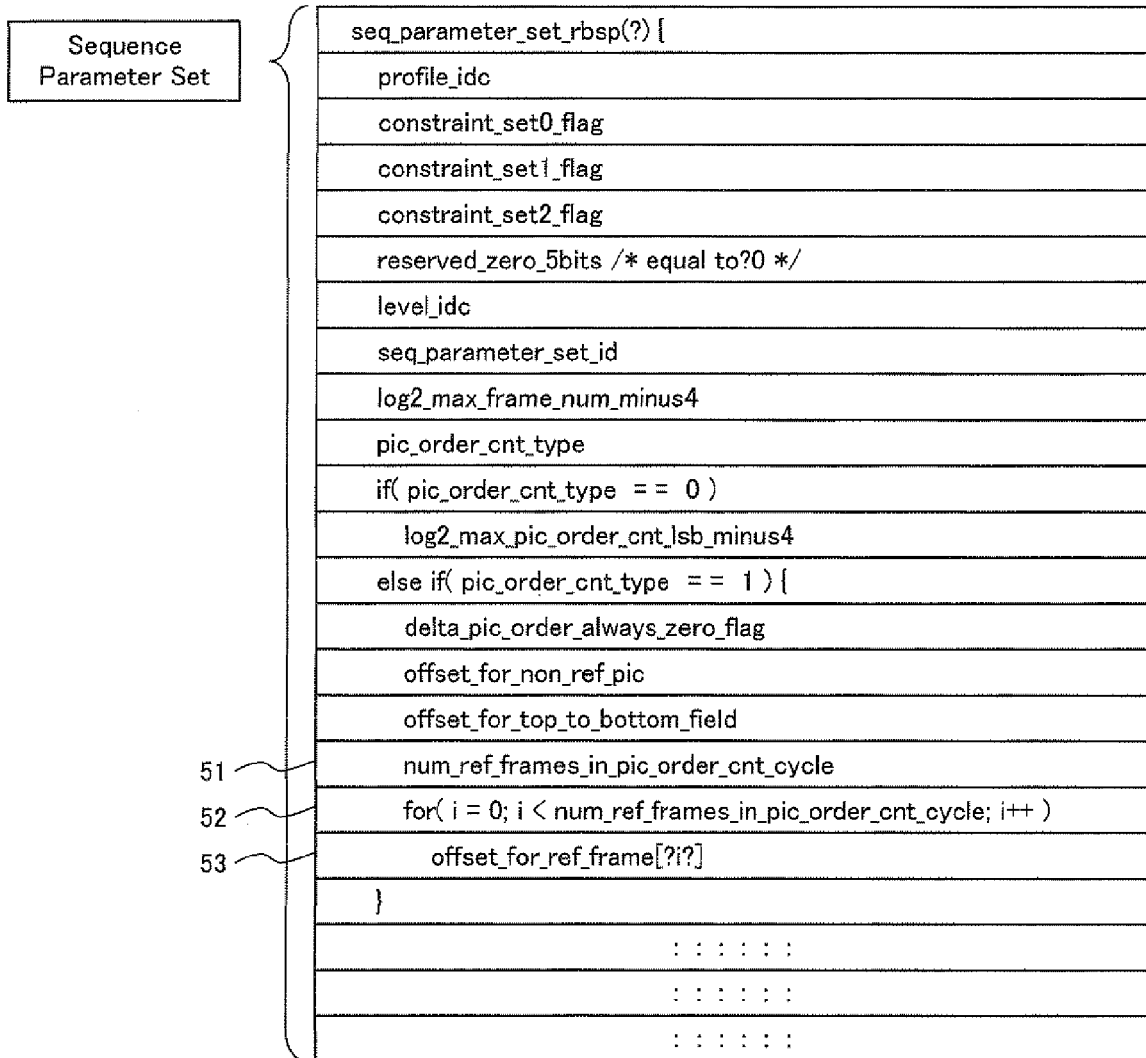 Sequence
Parameter Set
seq_parameter_set_rbsp(?) {
profile_idc
constraint_set0_flag
constraint_set1_flag
constraint_set2_flag
reserved_zero_5bits /* equal to?0 */
level_idc
seq_parameter_set_id
log2_max_frame_num_minus4
pic_order_cnt_type
if( pic_order_cnt_type == 0 )
log2_max_pic_order_cnt_lsb_minus4
else if( pic_order_cnt_type == 1 ) {
delta_pic_order_always_zero_flag
offset_for_non_ref_pic
offset_for_top_to_bottom_field
51 num_ref_frames_in_pic_order_cnt_cycle
52 for( i = 0; i < num_ref_frames_in_pic_order_cnt_cycle; i++ )
53 offset_for_ref_frame[?i?]
}
: : : : : :
: : : : : :
: : : : : :